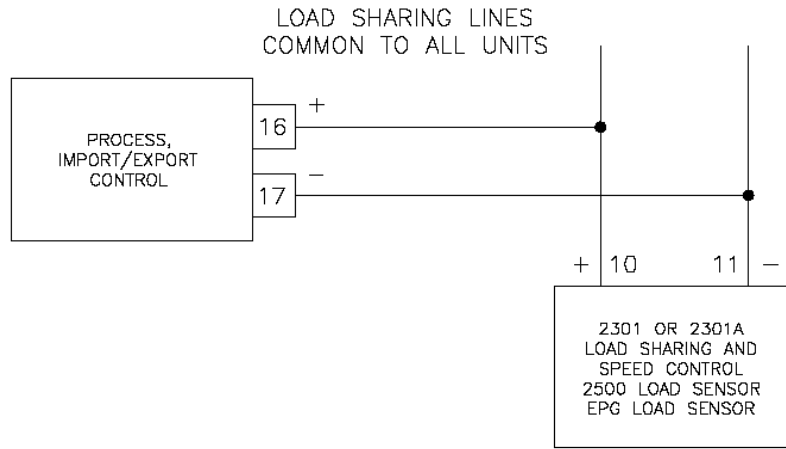 LOAD SHARING LINES
COMMON TO ALL UNITS
PROCESS,
IMPORT/EXPORT
CONTROL
16 +
17 -
+ 10 11 -
2301 OR 2301A
LOAD SHARING AND
SPEED CONTROL
2500 LOAD SENSOR
EPG LOAD SENSOR